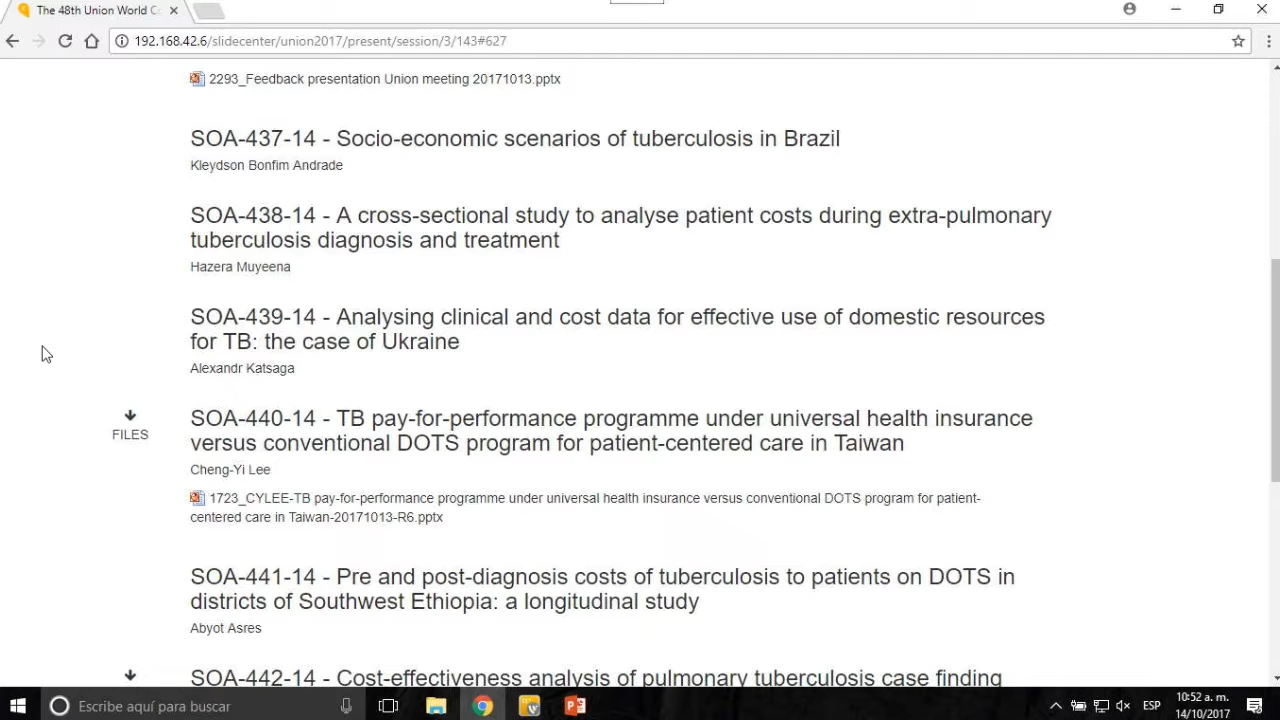 The 48th Union World C
192.168.42.6/slidecenter/union2017/present/session/3/143#627
2293_Feedback presentation Union meeting 20171013.pptx
SOA-437-14 - Socio-economic scenarios of tuberculosis in Brazil
Kleydson Bonfim Andrade
SOA-438-14 - A cross-sectional study to analyse patient costs during extra-pulmonary
tuberculosis diagnosis and treatment
Hazera Muyeena
SOA-439-14 - Analysing clinical and cost data for effective use of domestic resources
for TB: the case of Ukraine
Alexandr Katsaga
FILES
SOA-440-14 - TB pay-for-performance programme under universal health insurance
versus conventional DOTS program for patient-centered care in Taiwan
Cheng-Yi Lee
1723_CYLEE-TB pay-for-performance programme under universal health insurance versus conventional DOTS program for patient-
centered care in Taiwan-20171013-R6.pptx
SOA-441-14 - Pre and post-diagnosis costs of tuberculosis to patients on DOTS in
districts of Southwest Ethiopia: a longitudinal study
Abyot Asres
SOA-442-14 - Cost-effectiveness analysis of pulmonary tuberculosis case finding
Escribe aquí para buscar
ESP
10:52 a. m.
14/10/2017